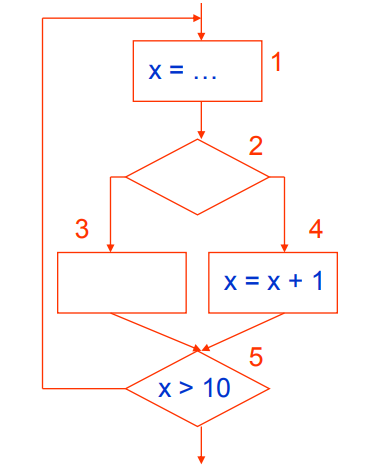 x = …
1
2
3
4
x = x + 1
5
x > 10